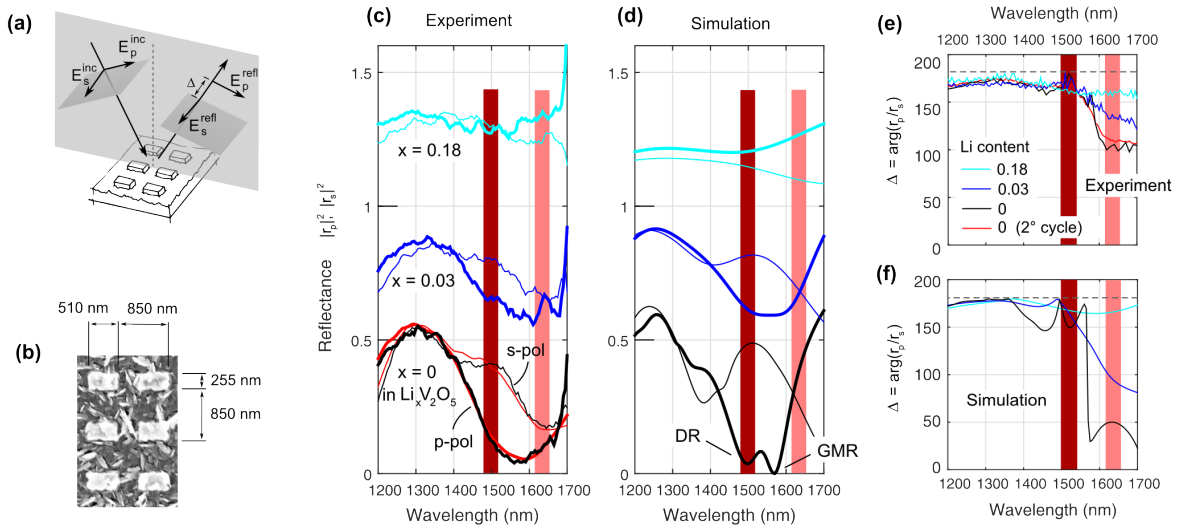 (a)
E_p^inc
E_s^inc
Δ
E_p^refl
E_s^refl
(b)
510 nm
850 nm
255 nm
850 nm
(c)
Experiment
Reflectance |r_p|², |r_s|²
1.5
1
0.5
0
x = 0.18
x = 0.03
x = 0
in Li_xV_2O_5
s-pol
p-pol
1200 1300 1400 1500 1600 1700
Wavelength (nm)
(d)
Simulation
1.5
1
0.5
0
DR
GMR
1200 1300 1400 1500 1600 1700
Wavelength (nm)
(e)
Wavelength (nm)
1200 1300 1400 1500 1600 1700
Δ = arg(r_p/r_s)
200
150
100
50
0
Li content
0.18
0.03
0
0 (2° cycle)
Experiment
(f)
Δ = arg(r_p/r_s)
200
150
100
50
0
Simulation
1200 1300 1400 1500 1600 1700
Wavelength (nm)